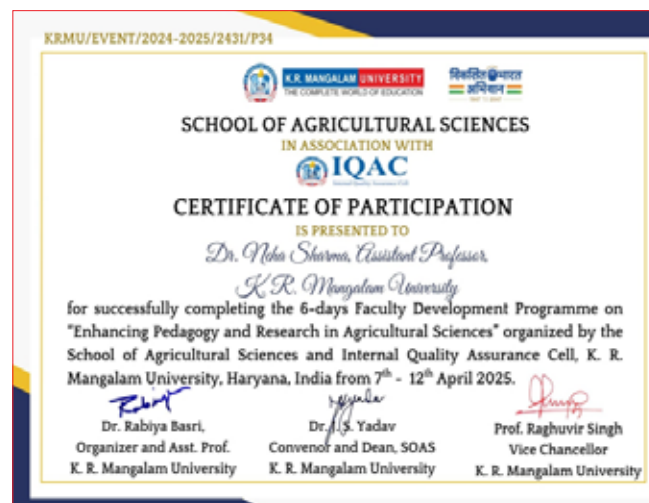 KRMU/EVENT/2024-2025/2431/P34
K.R. MANGALAM UNIVERSITY
THE COMPLETE WORLD OF EDUCATION
विकसित भारत
अभियान
SCHOOL OF AGRICULTURAL SCIENCES
IN ASSOCIATION WITH
IQAC
Internal Quality Assurance Cell
CERTIFICATE OF PARTICIPATION
IS PRESENTED TO
Dr. Neha Sharma, Assistant Professor,
K. R. Mangalam University
for successfully completing the 6-days Faculty Development Programme on
"Enhancing Pedagogy and Research in Agricultural Sciences" organized by the
School of Agricultural Sciences and Internal Quality Assurance Cell, K. R.
Mangalam University, Haryana, India from 7th - 12th April 2025.
Dr. Rabiya Basri, Dr. J.S. Yadav Prof. Raghuvir Singh
Organizer and Asst. Prof. Convenor and Dean, SOAS Vice Chancellor
K. R. Mangalam University K. R. Mangalam University K. R. Mangalam University